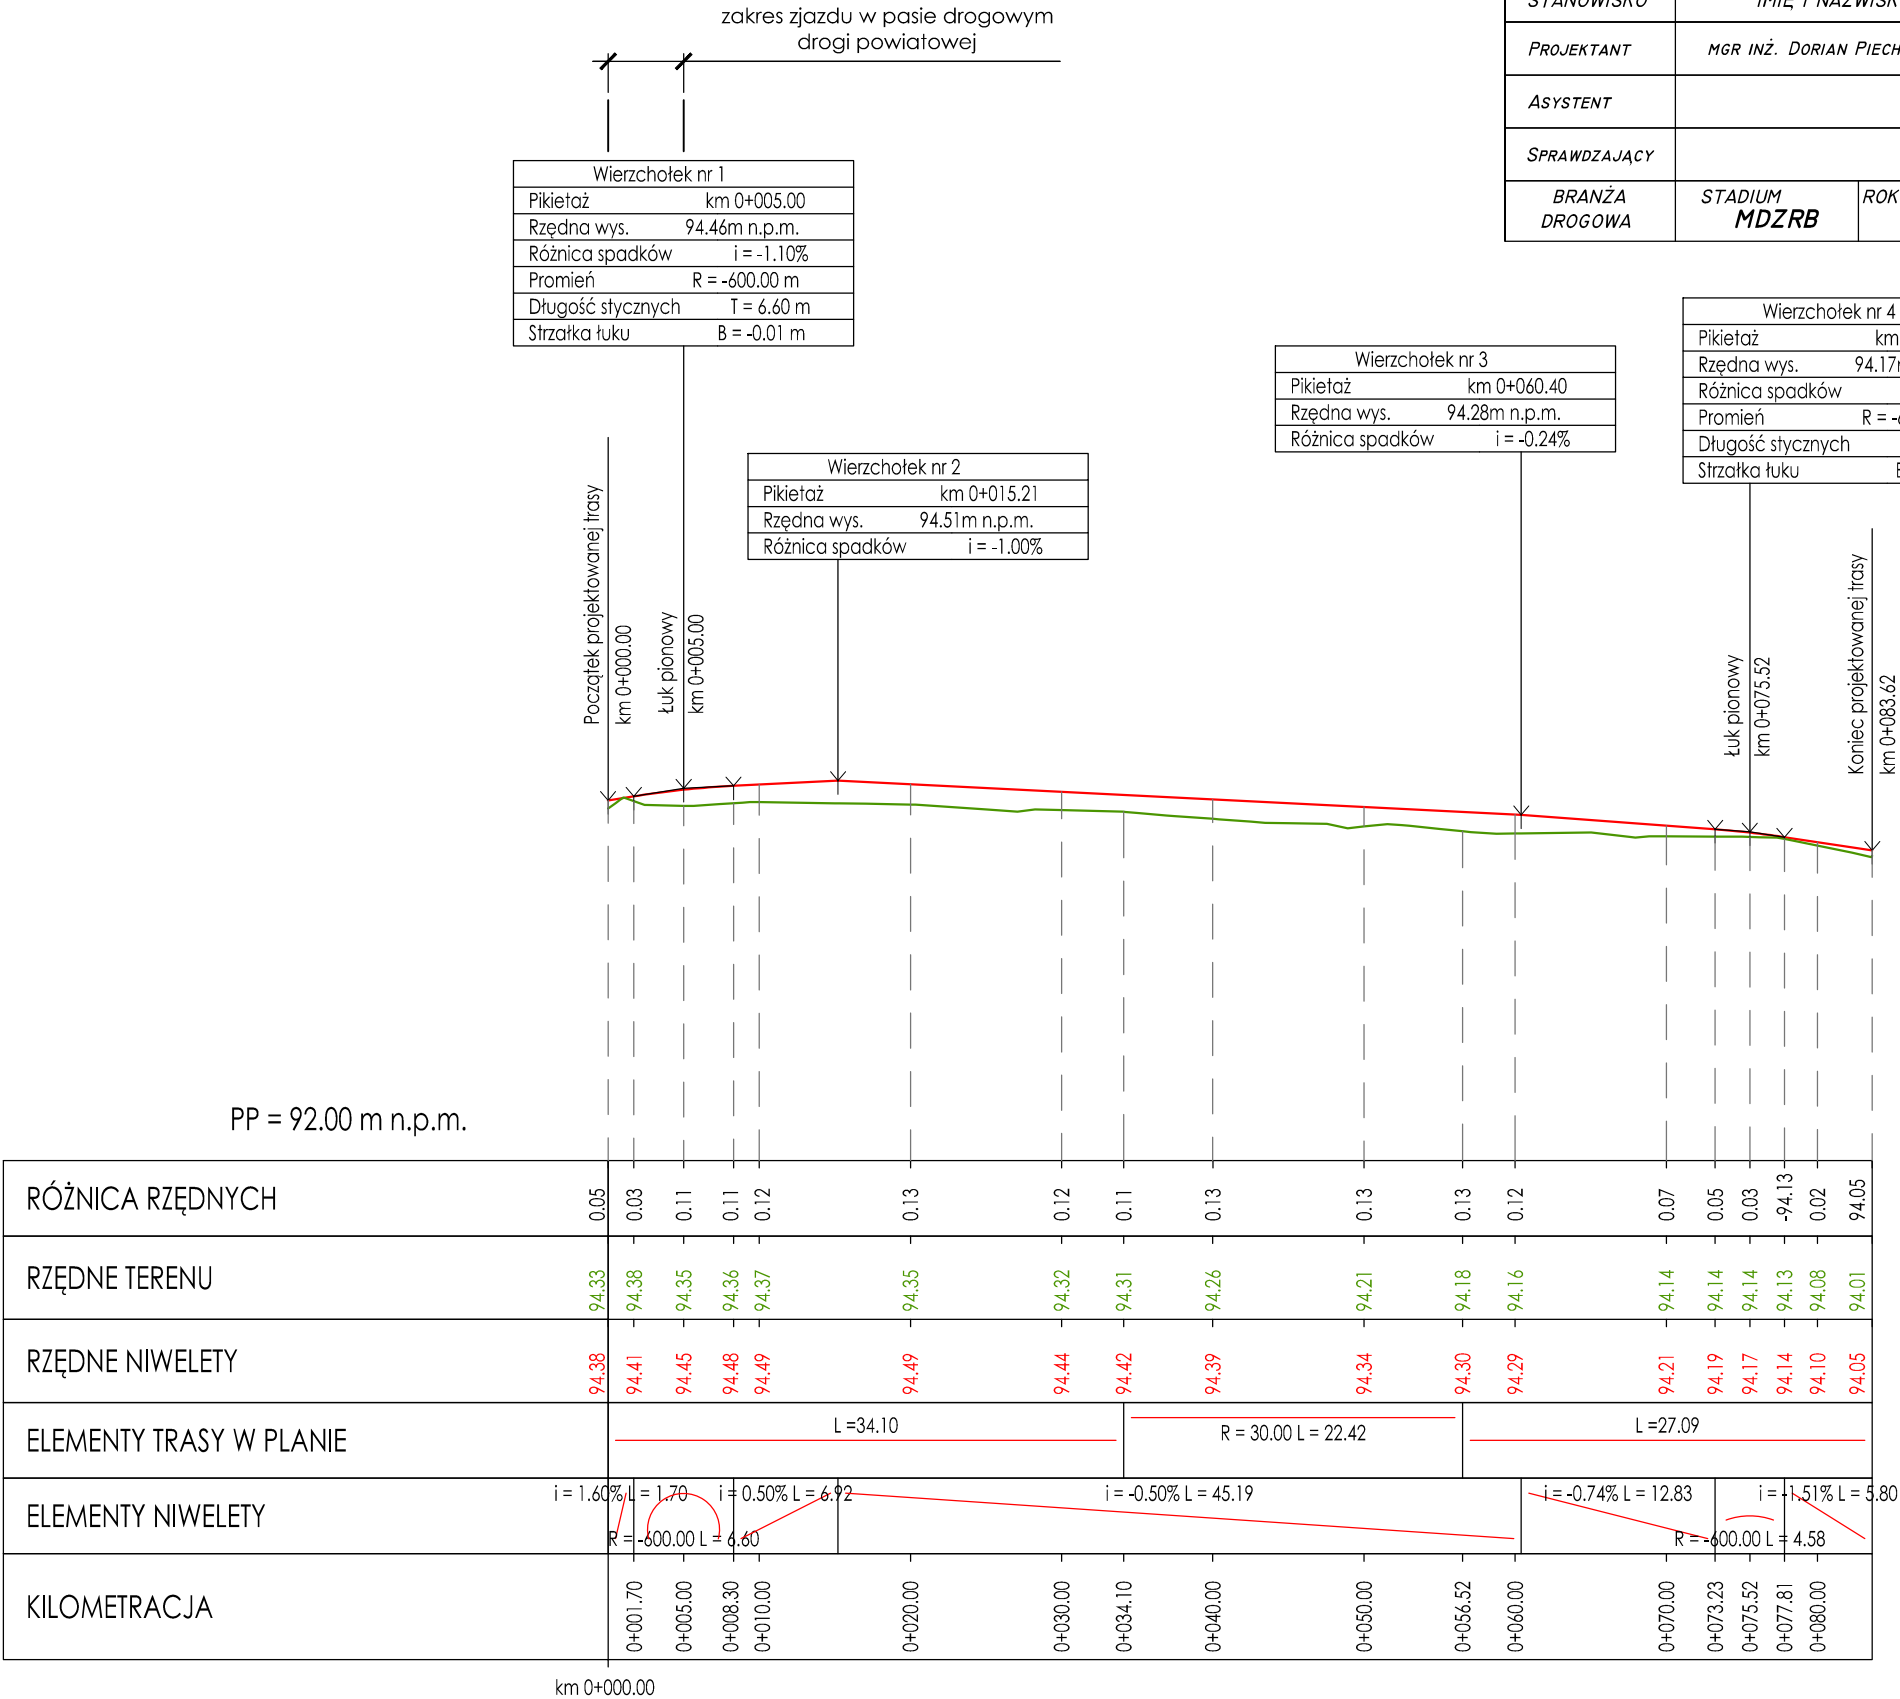 zakres zjazdu w pasie drogowym
drogi powiatowej
PROJEKTANT MGR INŻ. DORIAN PIECH
ASYSTENT
SPRAWDZAJĄCY
BRANŻA
DROGOWA
STADIUM
MDZRB
ROK
Wierzchołek nr 1
Pikietaż km 0+005.00
Rzędna wys. 94.46m n.p.m.
Różnica spadków i = -1.10%
Promień R = -600.00 m
Długość stycznych T = 6.60 m
Strzałka łuku B = -0.01 m
Wierzchołek nr 4
Pikietaż km
Rzędna wys. 94.17m
Różnica spadków
Promień R = -
Długość stycznych
Strzałka łuku
Wierzchołek nr 3
Pikietaż km 0+060.40
Rzędna wys. 94.28m n.p.m.
Różnica spadków i = -0.24%
Wierzchołek nr 2
Pikietaż km 0+015.21
Rzędna wys. 94.51m n.p.m.
Różnica spadków i = -1.00%
Początek projektowanej trasy
km 0+000.00
Łuk pionowy
km 0+005.00
Łuk pionowy
km 0+075.52
Koniec projektowanej trasy
km 0+083.62
PP = 92.00 m n.p.m.
RÓŻNICA RZĘDNYCH 0.05 0.03 0.11 0.11 0.12 0.13 0.12 0.11 0.13 0.13 0.13 0.12 0.07 0.05 0.03 -94.13 0.02 94.05
RZĘDNE TERENU 94.33 94.38 94.35 94.36 94.37 94.35 94.32 94.31 94.26 94.21 94.18 94.16 94.14 94.14 94.14 94.13 94.08 94.01
RZĘDNE NIWELETY 94.38 94.41 94.45 94.48 94.49 94.49 94.44 94.42 94.39 94.34 94.30 94.29 94.21 94.19 94.17 94.14 94.10 94.05
ELEMENTY TRASY W PLANIE L =34.10 R = 30.00 L = 22.42 L =27.09
ELEMENTY NIWELETY
i = 1.60% L = 1.70 i = 0.50% L = 6.92 i = -0.50% L = 45.19 i = -0.74% L = 12.83 i = -1.51% L = 5.80
R = -600.00 L = 6.60 R = -600.00 L = 4.58
KILOMETRACJA 0+001.70 0+005.00 0+008.30 0+010.00 0+020.00 0+030.00 0+034.10 0+040.00 0+050.00 0+056.52 0+060.00 0+070.00 0+073.23 0+075.52 0+077.81 0+080.00
km 0+000.00